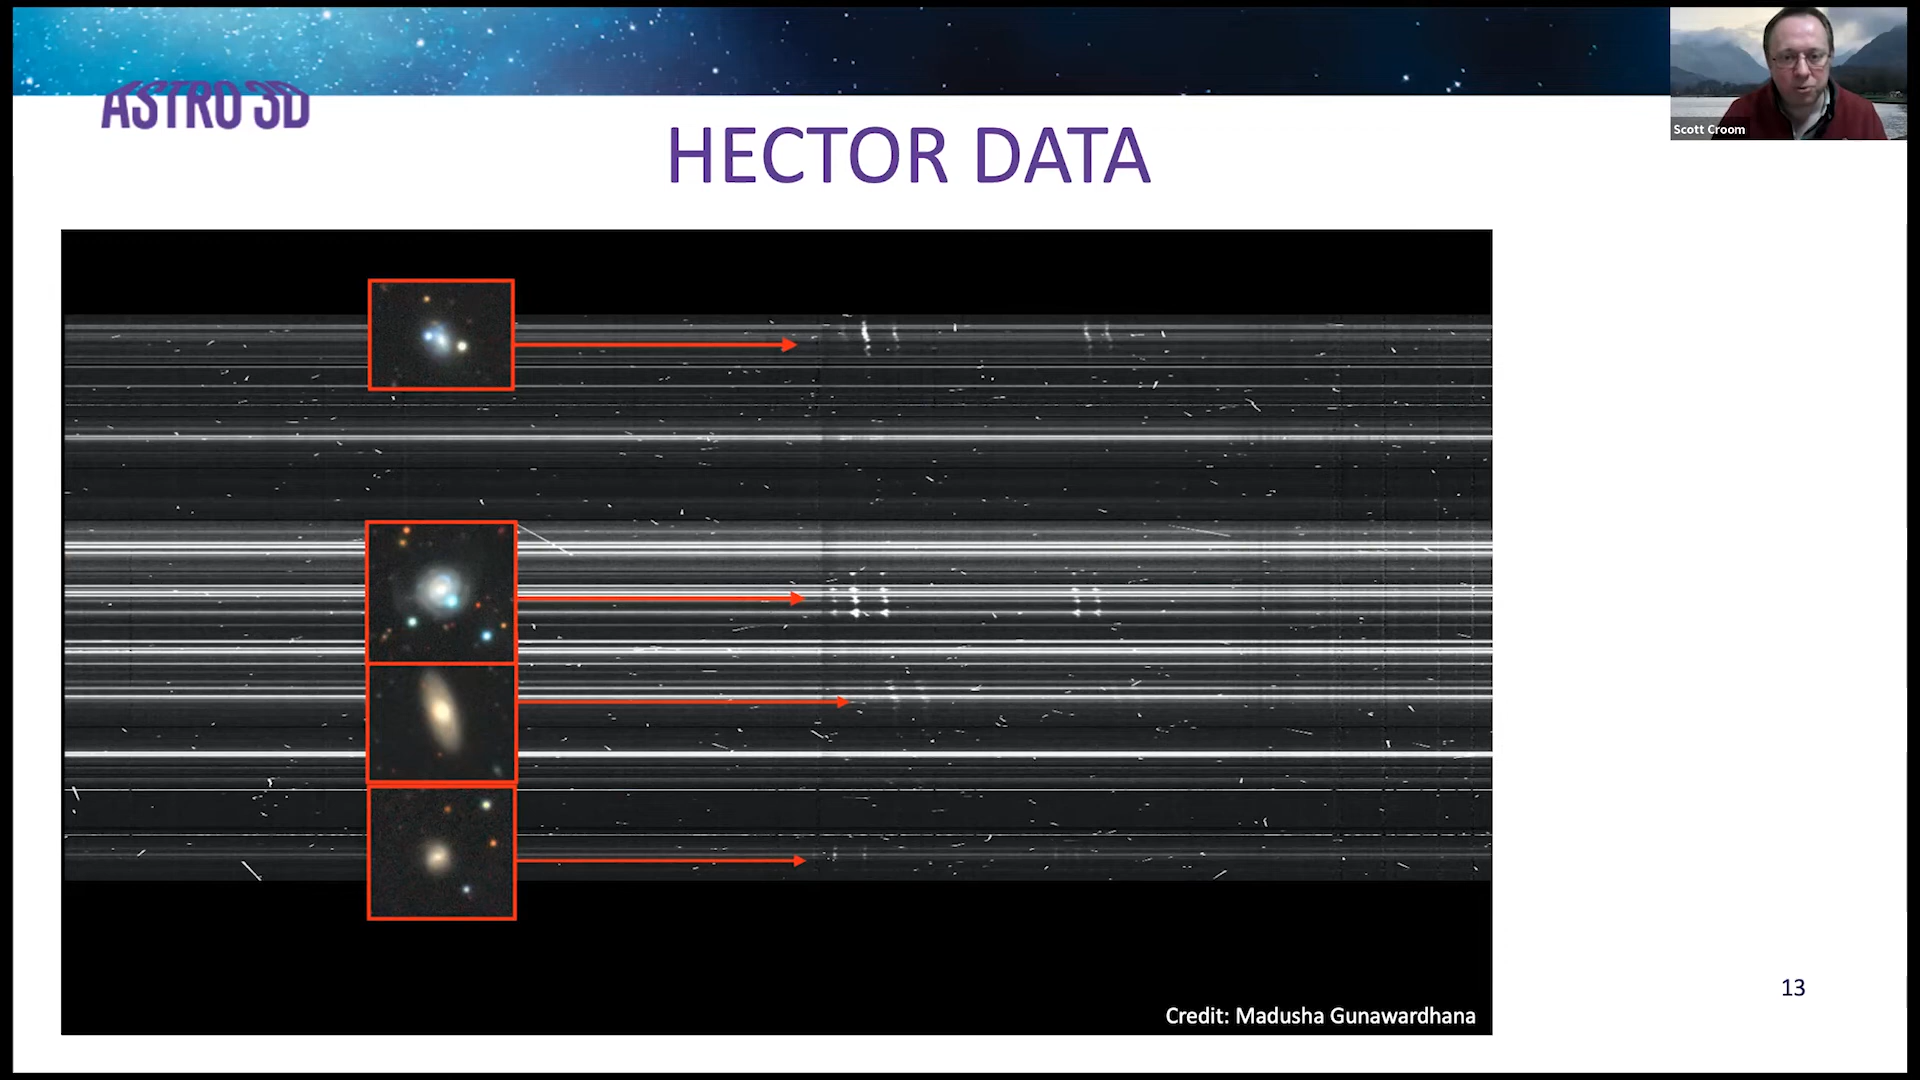 ASTRO 3D
Scott Croom
HECTOR DATA
13
Credit: Madusha Gunawardhana